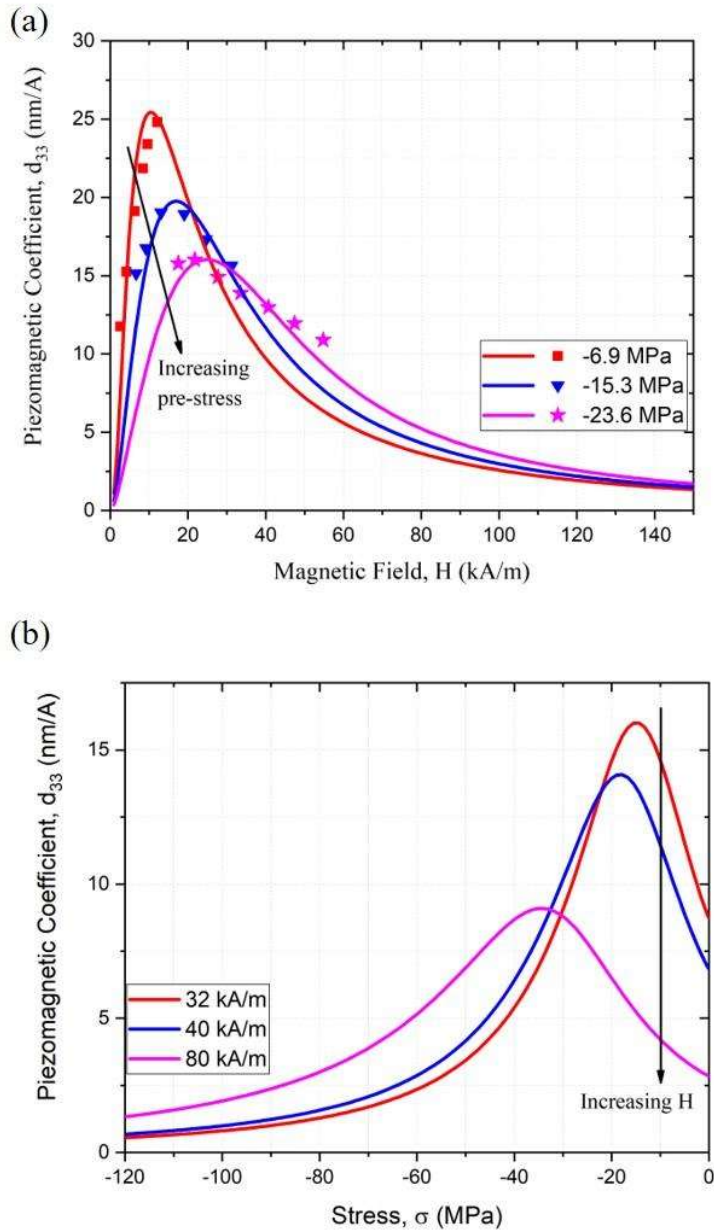 (a)
30
25
20
15
10
5
0
Piezomagnetic Coefficient, d33 (nm/A)
Increasing
pre-stress
-6.9 MPa
-15.3 MPa
-23.6 MPa
0 20 40 60 80 100 120 140
Magnetic Field, H (kA/m)
(b)
15
10
5
0
Piezomagnetic Coefficient, d33 (nm/A)
32 kA/m
40 kA/m
80 kA/m
Increasing H
-120 -100 -80 -60 -40 -20 0
Stress, σ (MPa)